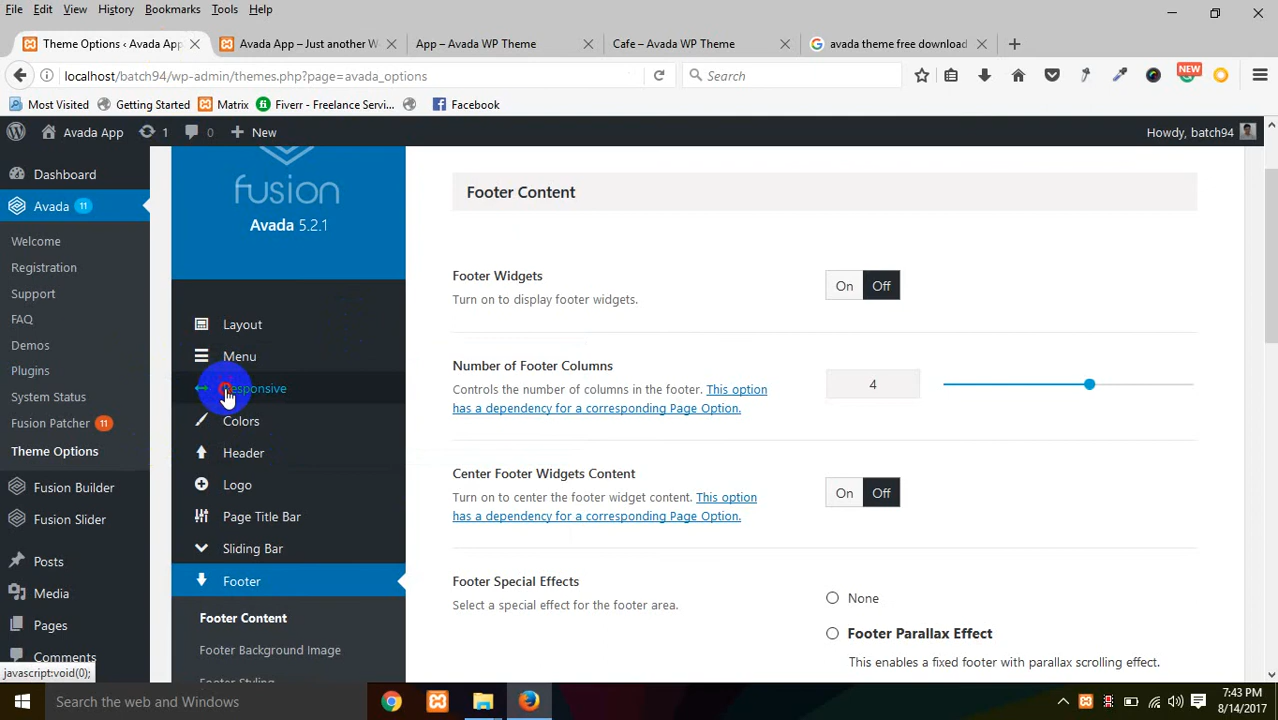 File Edit View History Bookmarks Tools Help
Theme Options ‹ Avada App
Avada App – Just another W
App – Avada WP Theme
Cafe – Avada WP Theme
avada theme free download
localhost/batch94/wp-admin/themes.php?page=avada_options
Search
NEW
Most Visited
Getting Started
Matrix
Fiverr - Freelance Servi...
Facebook
Avada App
1
0
New
Howdy, batch94
Dashboard
Avada 11
Welcome
Registration
Support
FAQ
Demos
Plugins
System Status
Fusion Patcher 11
Theme Options
Fusion Builder
Fusion Slider
Posts
Media
Pages
Comments
javascript:void(0);
fusion
Avada 5.2.1
Layout
Menu
Responsive
Colors
Header
Logo
Page Title Bar
Sliding Bar
Footer
Footer Content
Footer Background Image
Footer Styling
Footer Content
Footer Widgets
Turn on to display footer widgets.
On Off
Number of Footer Columns
Controls the number of columns in the footer. This option
has a dependency for a corresponding Page Option.
4
Center Footer Widgets Content
Turn on to center the footer widget content. This option
has a dependency for a corresponding Page Option.
On Off
Footer Special Effects
Select a special effect for the footer area.
None
Footer Parallax Effect
This enables a fixed footer with parallax scrolling effect.
Search the web and Windows
7:43 PM
8/14/2017